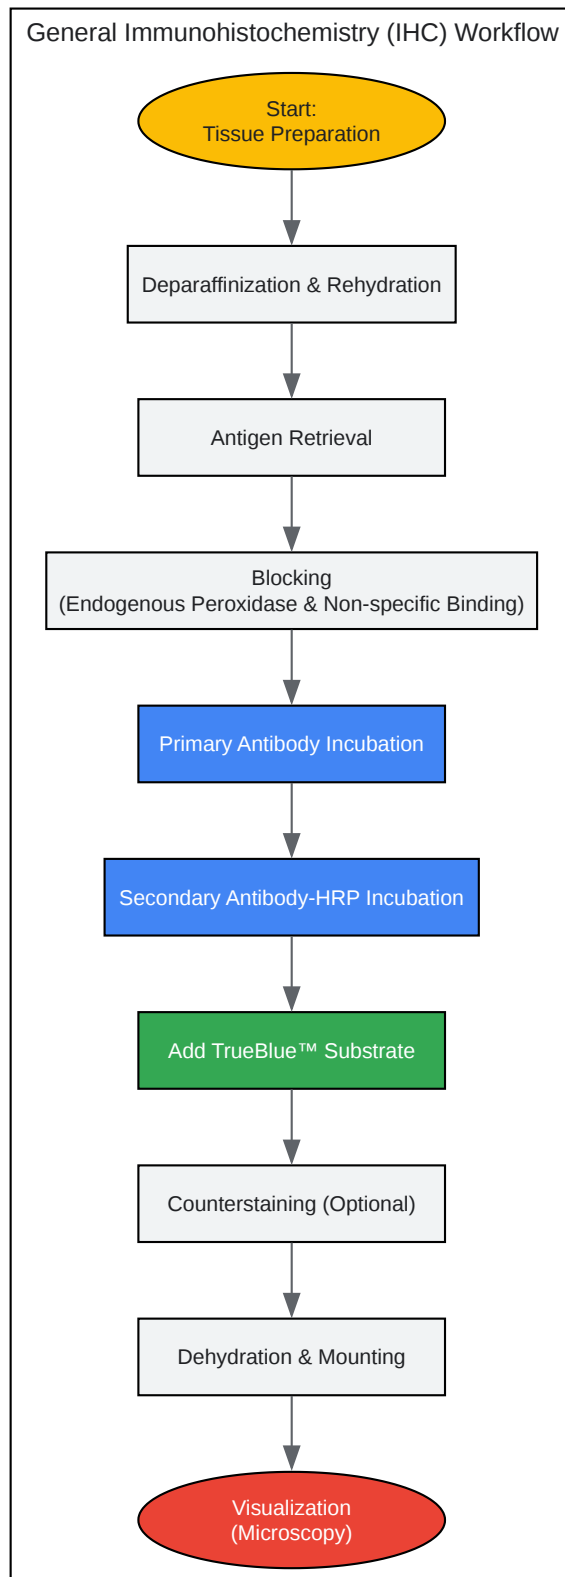 General Immunohistochemistry (IHC) Workflow
Start:
Tissue Preparation
Deparaffinization & Rehydration
Antigen Retrieval
Blocking
(Endogenous Peroxidase & Non-specific Binding)
Primary Antibody Incubation
Secondary Antibody-HRP Incubation
Add TrueBlue™ Substrate
Counterstaining (Optional)
Dehydration & Mounting
Visualization
(Microscopy)